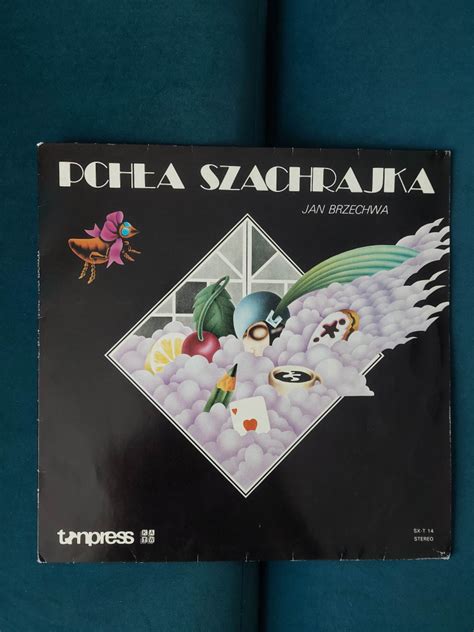 PCHŁA SZACHRAJKA
JAN BRZECHWA
tonpress
SX-T 14
STEREO